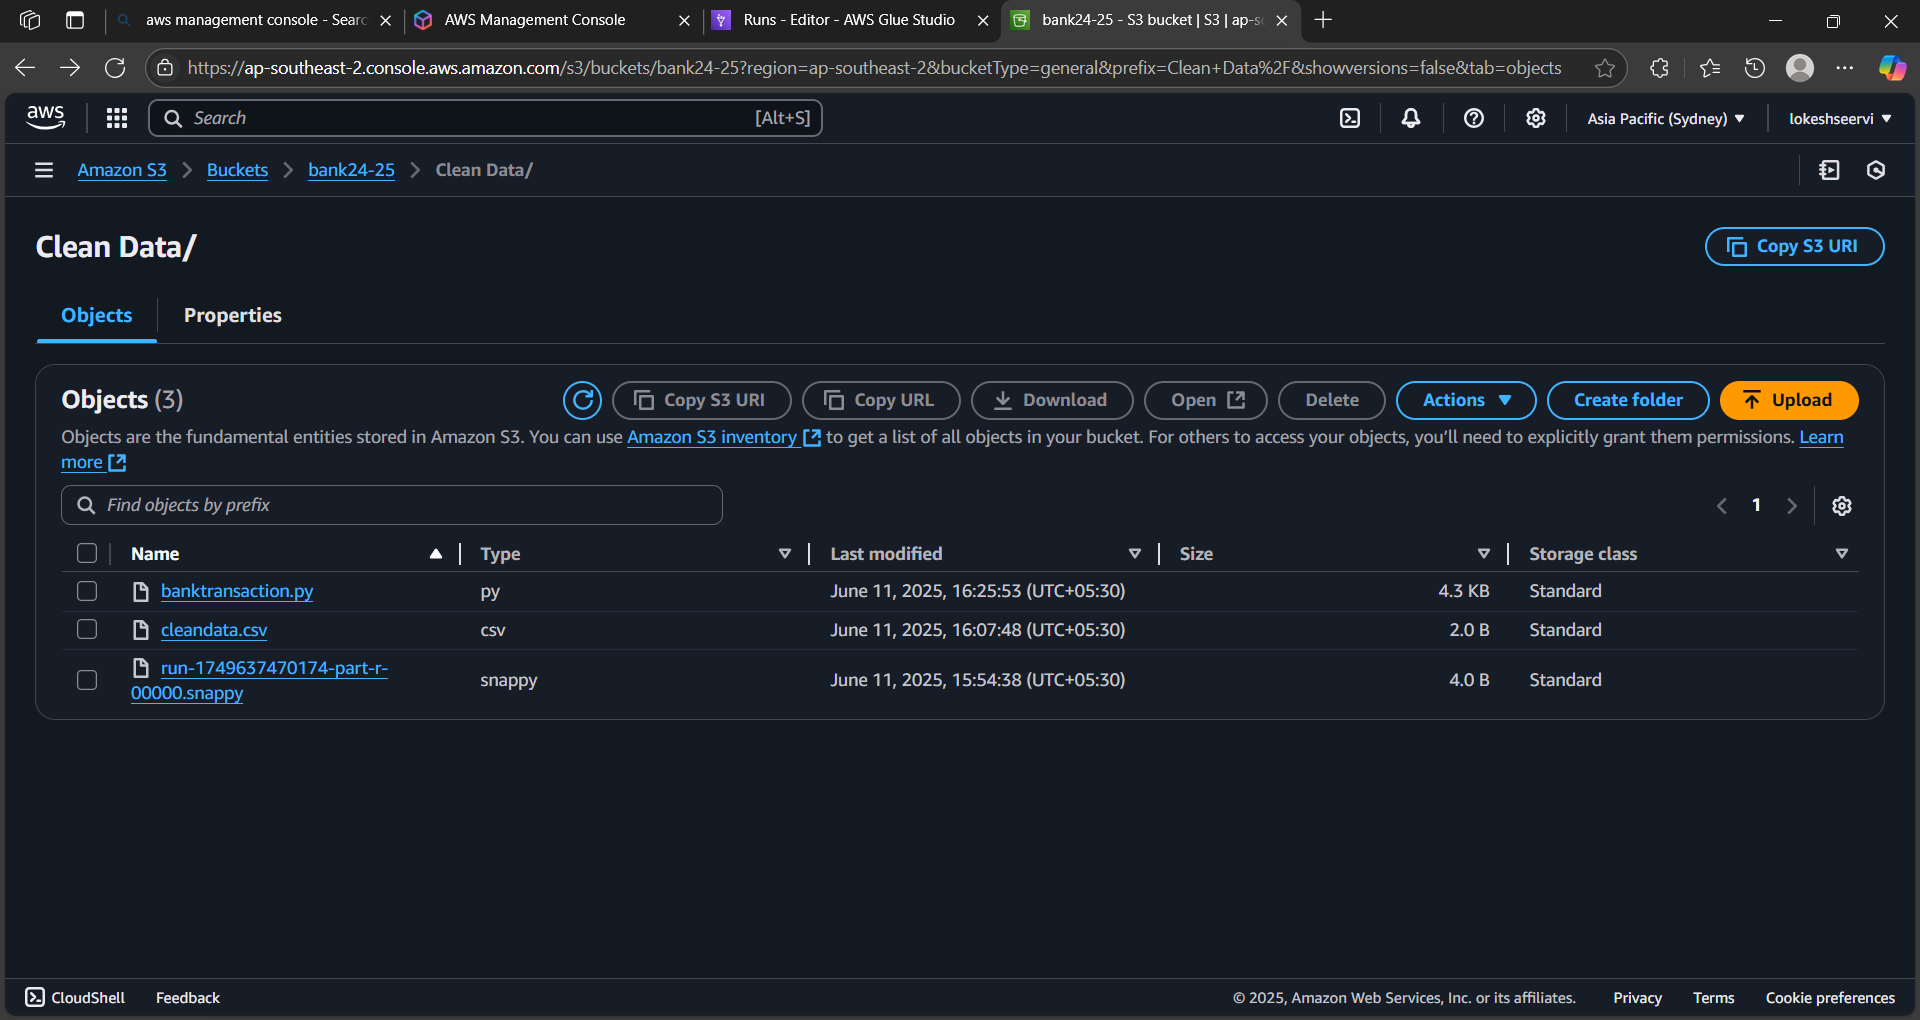 aws management console - Searc
AWS Management Console
Runs - Editor - AWS Glue Studio
bank24-25 - S3 bucket | S3 | ap-s
https://ap-southeast-2.console.aws.amazon.com/s3/buckets/bank24-25?region=ap-southeast-2&bucketType=general&prefix=Clean+Data%2F&showversions=false&tab=objects
aws
Search
[Alt+S]
Asia Pacific (Sydney)
lokeshseervi
Amazon S3
Buckets
bank24-25
Clean Data/
Clean Data/
Copy S3 URI
Objects
Properties
Objects (3)
Copy S3 URI
Copy URL
Download
Open
Delete
Actions
Create folder
Upload
Objects are the fundamental entities stored in Amazon S3. You can use Amazon S3 inventory to get a list of all objects in your bucket. For others to access your objects, you’ll need to explicitly grant them permissions. Learn
more
Find objects by prefix
1
Name
Type
Last modified
Size
Storage class
banktransaction.py
py
June 11, 2025, 16:25:53 (UTC+05:30)
4.3 KB
Standard
cleandata.csv
csv
June 11, 2025, 16:07:48 (UTC+05:30)
2.0 B
Standard
run-1749637470174-part-r-
00000.snappy
snappy
June 11, 2025, 15:54:38 (UTC+05:30)
4.0 B
Standard
CloudShell
Feedback
© 2025, Amazon Web Services, Inc. or its affiliates.
Privacy
Terms
Cookie preferences